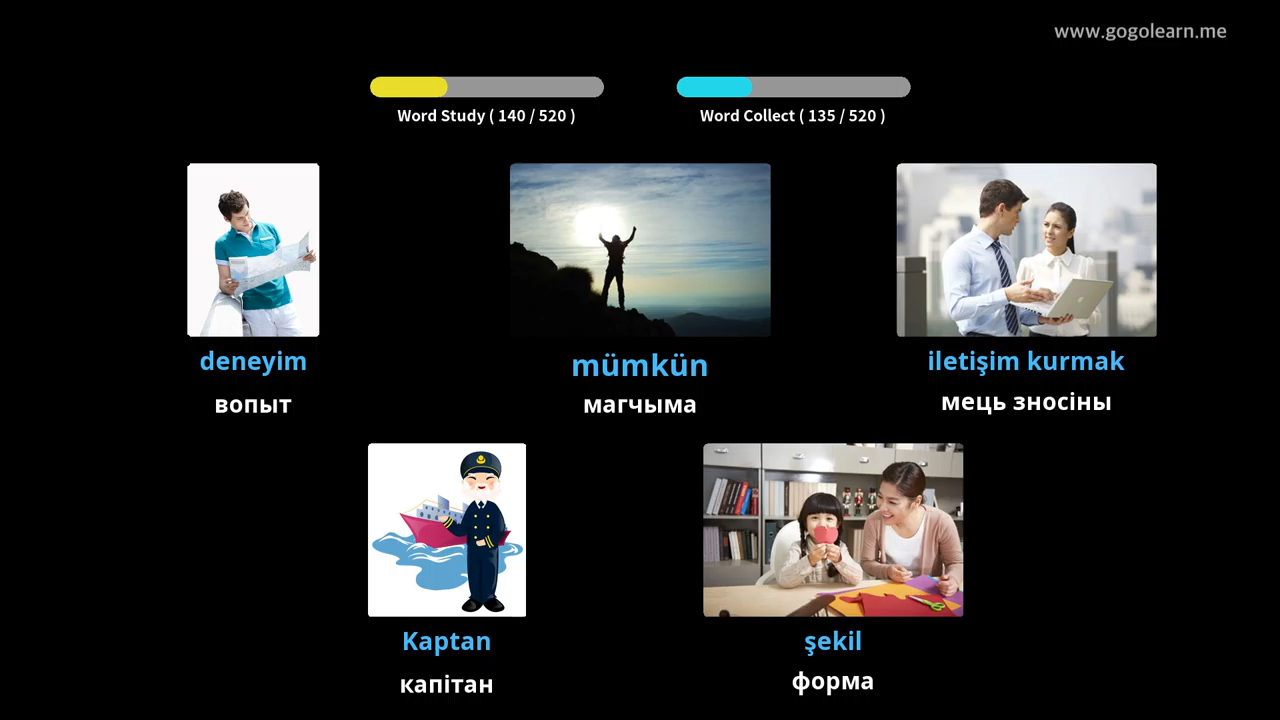 www.gogolearn.me
Word Study ( 140 / 520 )
Word Collect ( 135 / 520 )
deneyim
вопыт
mümkün
магчыма
iletişim kurmak
мець зносіны
Kaptan
капітан
şekil
форма